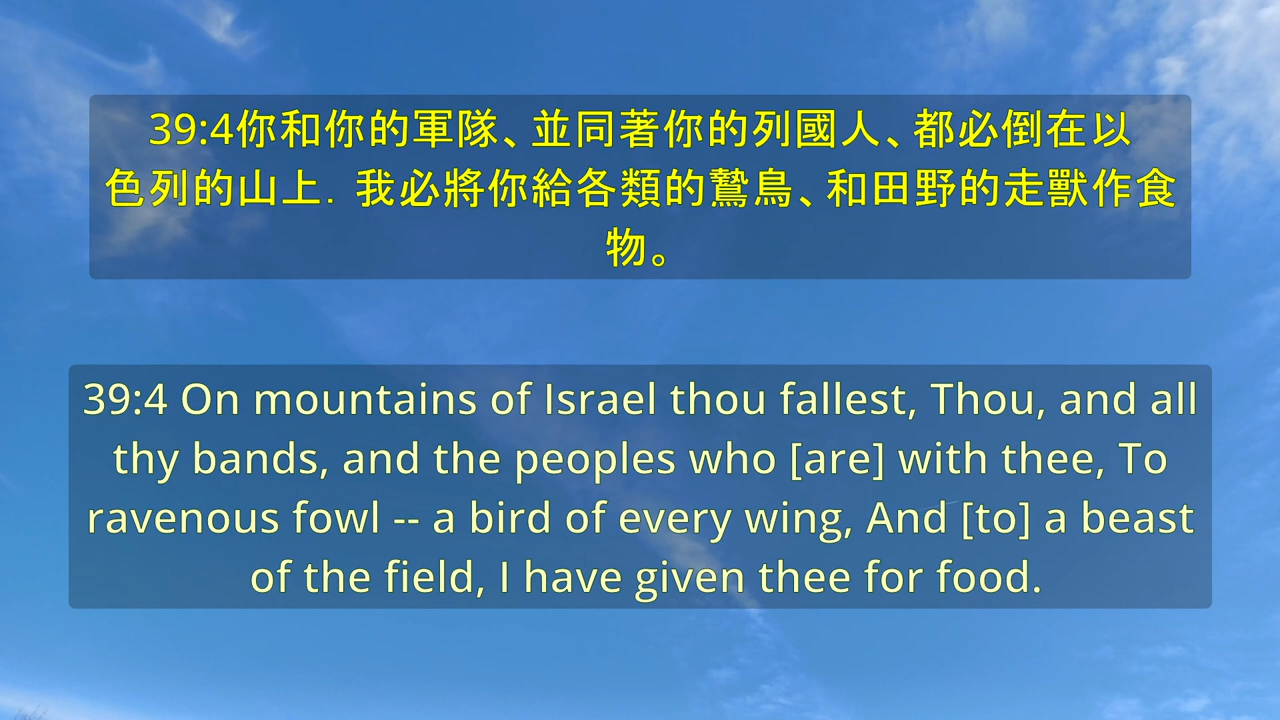 39:4你和你的軍隊、並同著你的列國人、都必倒在以
色列的山上．我必將你給各類的鷙鳥、和田野的走獸作食
物。
39:4 On mountains of Israel thou fallest, Thou, and all
thy bands, and the peoples who [are] with thee, To
ravenous fowl -- a bird of every wing, And [to] a beast
of the field, I have given thee for food.